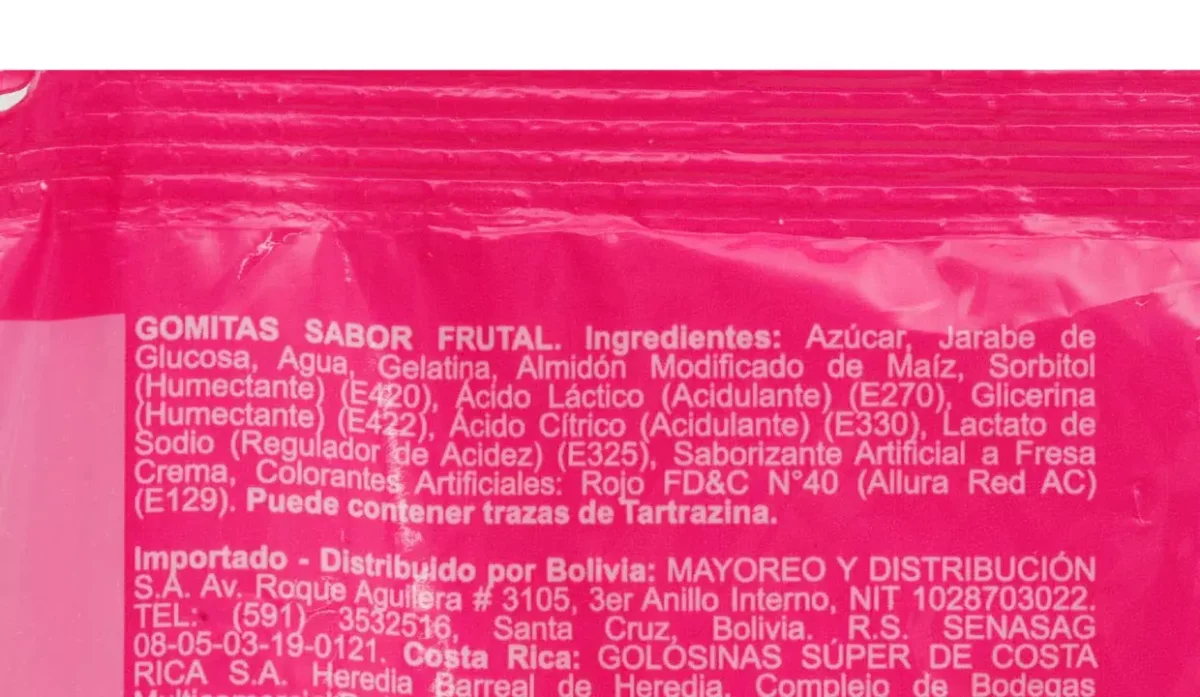 GOMITAS SABOR FRUTAL. Ingredientes: Azúcar, Jarabe de
Glucosa, Agua, Gelatina, Almidón Modificado de Maíz, Sorbitol
(Humectante) (E420), Ácido Láctico (Acidulante) (E270), Glicerina
(Humectante) (E422), Ácido Cítrico (Acidulante) (E330), Lactato de
Sodio (Regulador de Acidez) (E325), Saborizante Artificial a Fresa
Crema, Colorantes Artificiales: Rojo FD&C N°40 (Allura Red AC)
(E129). Puede contener trazas de Tartrazina.
Importado - Distribuido por Bolivia: MAYOREO Y DISTRIBUCIÓN
S.A. Av. Roque Aguilera # 3105, 3er Anillo Interno, NIT 1028703022.
TEL: (591) 3532516, Santa Cruz, Bolivia. R.S. SENASAG
08-05-03-19-0121. Costa Rica: GOLOSINAS SÚPER DE COSTA
RICA S.A. Heredia Barreal de Heredia, Complejo de Bodegas